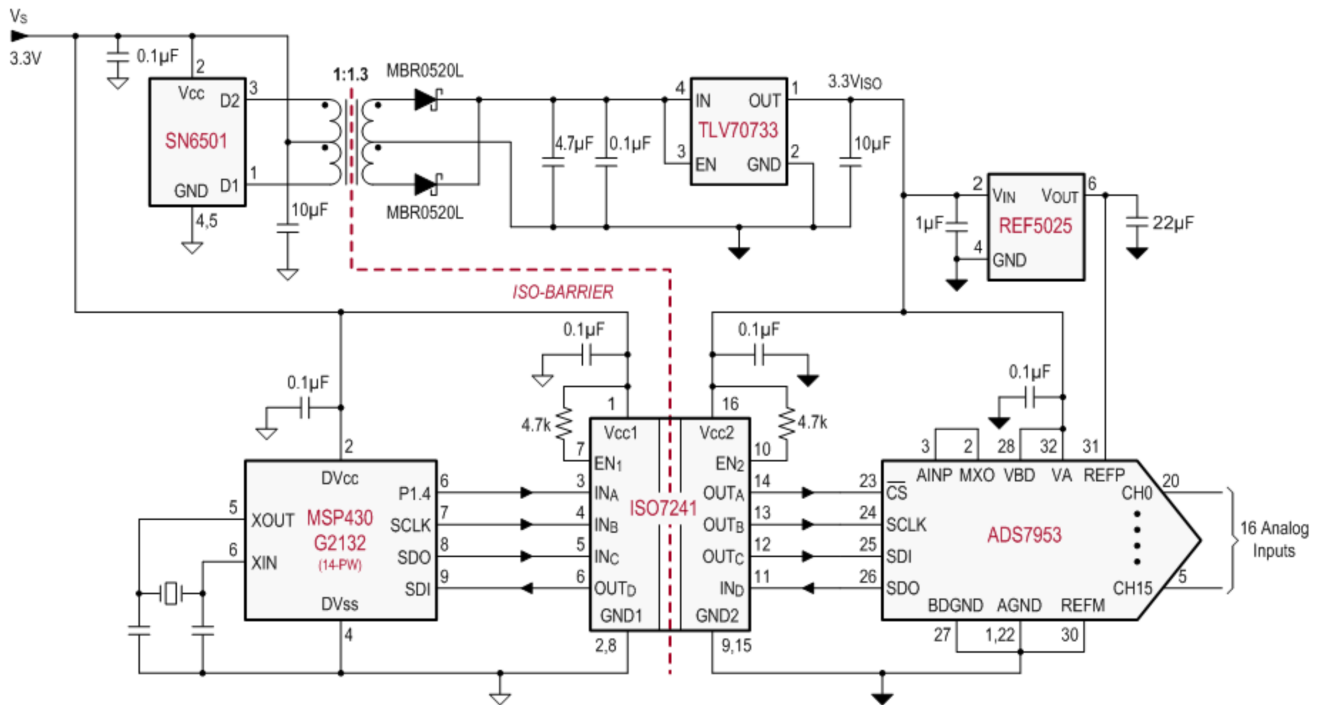 VS
3.3V
0.1µF
2
Vcc
3
D2
SN6501
1
D1
GND
4,5
10µF
1:1.3
MBR0520L
MBR0520L
4.7µF
0.1µF
4
IN
OUT
1
TLV70733
3
EN
GND
2
3.3VISO
10µF
2
VIN
VOUT
6
1µF
REF5025
4
GND
22µF
ISO-BARRIER
0.1µF
0.1µF
0.1µF
0.1µF
4.7k
1
Vcc1
7
EN1
3
INA
4
INB
5
INC
6
OUTD
GND1
2,8
ISO7241
16
Vcc2
4.7k
10
EN2
14
OUTA
13
OUTB
12
OUTC
11
IND
GND2
9,15
2
DVcc
5
XOUT
6
XIN
MSP430
G2132
(14-PW)
P1.4
6
SCLK
7
SDO
8
SDI
9
DVss
4
3
2
28
32
31
AINP
MXO
VBD
VA
REFP
23
CS
24
SCLK
25
SDI
26
SDO
ADS7953
CH0
20
CH15
5
16 Analog
Inputs
BDGND
AGND
REFM
27
1,22
30